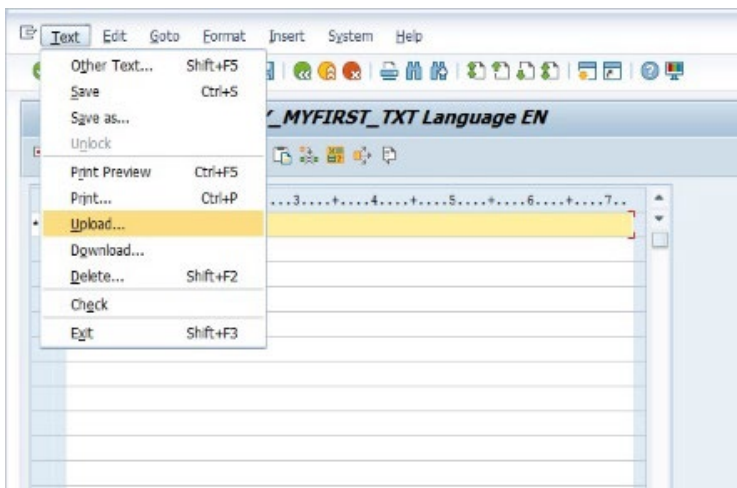 Text Edit Goto Format Insert System Help
Other Text... Shift+F5
Save Ctrl+S
Save as...
_MYFIRST_TXT Language EN
Unlock
Print Preview Ctrl+F5
Print... Ctrl+P
...3....+....4....+....5....+....6....+....7..
Upload...
Download...
Delete... Shift+F2
Check
Exit Shift+F3